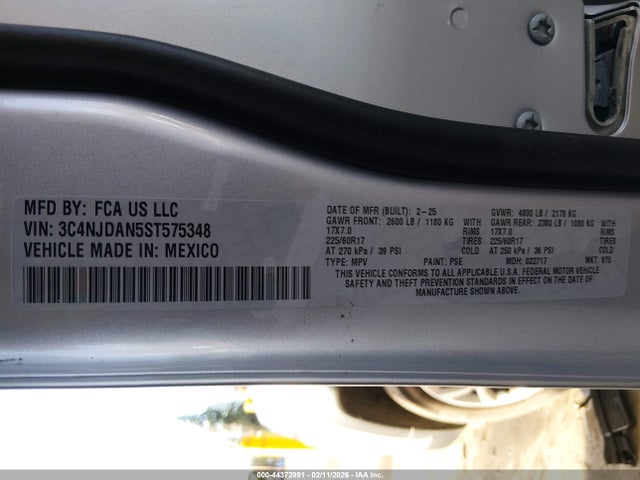 MFD BY: FCA US LLC
VIN: 3C4NJDAN5ST575348
VEHICLE MADE IN: MEXICO
DATE OF MFR (BUILT): 2-25 GVWR: 4800 LB / 2178 KG
GAWR FRONT: 2600 LB / 1180 KG WITH GAWR REAR: 2360 LB / 1080 KG WITH
17X7.0 RIMS 17X7.0 RIMS
225/60R17 TIRES 225/60R17 TIRES
AT 270 kPa / 39 PSI COLD AT 250 kPa / 36 PSI COLD
TYPE: MPV PAINT: PSE MDH: 022717 MKT: 875
THIS VEHICLE CONFORMS TO ALL APPLICABLE U.S.A. FEDERAL MOTOR VEHICLE
SAFETY AND THEFT PREVENTION STANDARDS IN EFFECT ON THE DATE OF
MANUFACTURE SHOWN ABOVE.
000-44372891 - 02/11/2026 - IAA Inc.